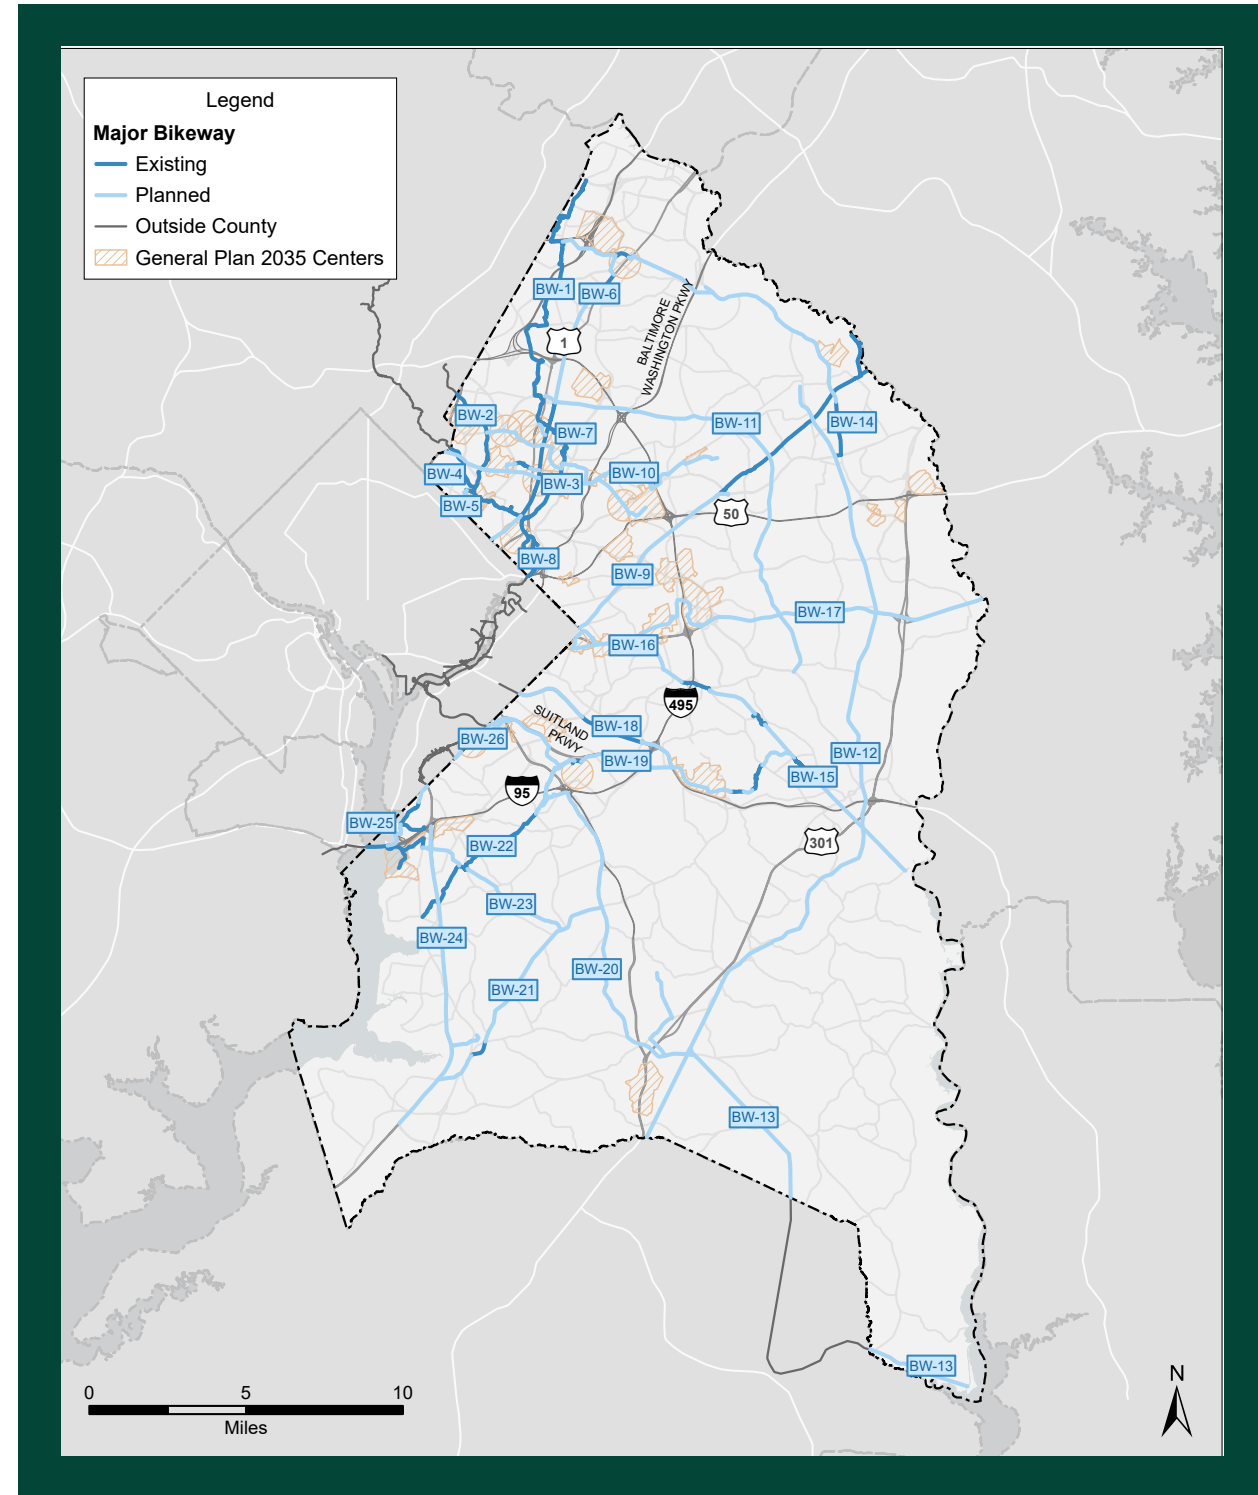 Legend
Major Bikeway
Existing
Planned
Outside County
General Plan 2035 Centers
BW-1
BW-6
BALTIMORE
WASHINGTON PKWY
1
BW-2
BW-11
BW-14
BW-7
BW-4
BW-10
BW-3
BW-5
50
BW-8
BW-9
BW-17
BW-16
495
SUITLAND
PKWY
BW-18
BW-26
BW-12
BW-19
BW-15
95
BW-25
301
BW-22
BW-23
BW-24
BW-20
BW-21
BW-13
BW-13
N
0 5 10
Miles